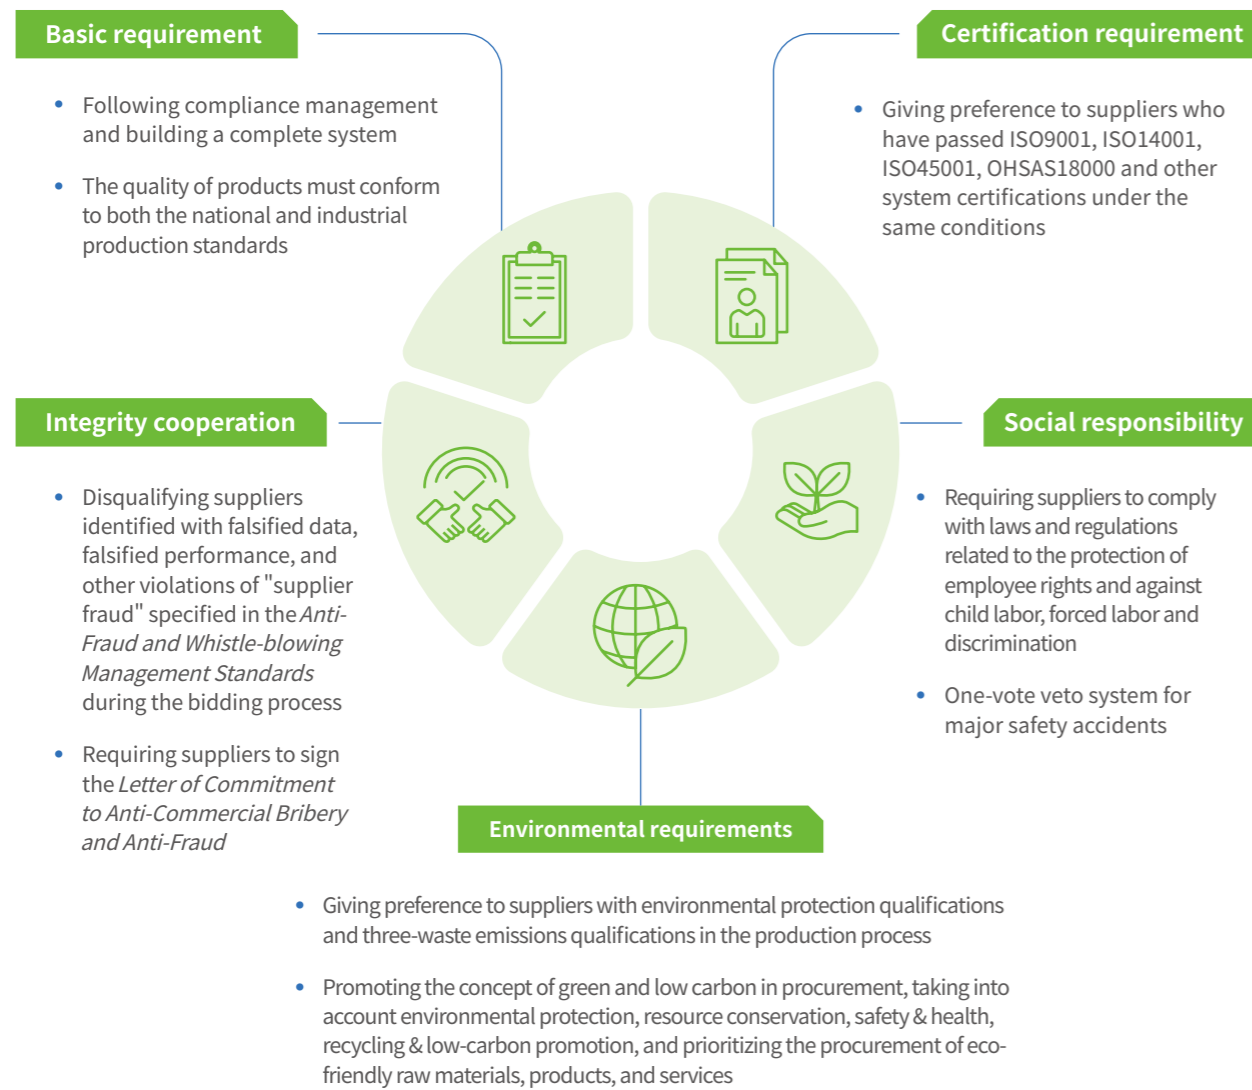 Basic requirement
• Following compliance management
and building a complete system
• The quality of products must conform
to both the national and industrial
production standards
Certification requirement
• Giving preference to suppliers who
have passed ISO9001, ISO14001,
ISO45001, OHSAS18000 and other
system certifications under the
same conditions
Integrity cooperation
• Disqualifying suppliers
identified with falsified data,
falsified performance, and
other violations of "supplier
fraud" specified in the Anti-
Fraud and Whistle-blowing
Management Standards
during the bidding process
• Requiring suppliers to sign
the Letter of Commitment
to Anti-Commercial Bribery
and Anti-Fraud
Social responsibility
• Requiring suppliers to comply
with laws and regulations
related to the protection of
employee rights and against
child labor, forced labor and
discrimination
• One-vote veto system for
major safety accidents
Environmental requirements
• Giving preference to suppliers with environmental protection qualifications
and three-waste emissions qualifications in the production process
• Promoting the concept of green and low carbon in procurement, taking into
account environmental protection, resource conservation, safety & health,
recycling & low-carbon promotion, and prioritizing the procurement of eco-
friendly raw materials, products, and services